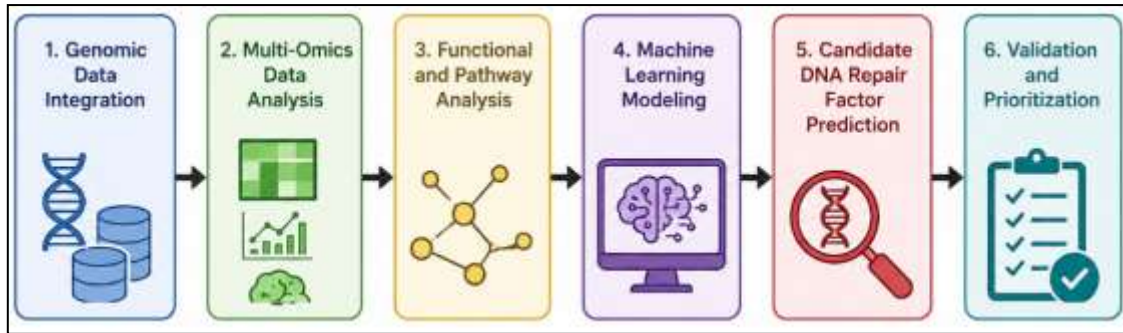 1. Genomic
Data
Integration
2. Multi-Omics
Data
Analysis
3. Functional
and Pathway
Analysis
4. Machine
Learning
Modeling
5. Candidate
DNA Repair
Factor
Prediction
6. Validation
and
Prioritization